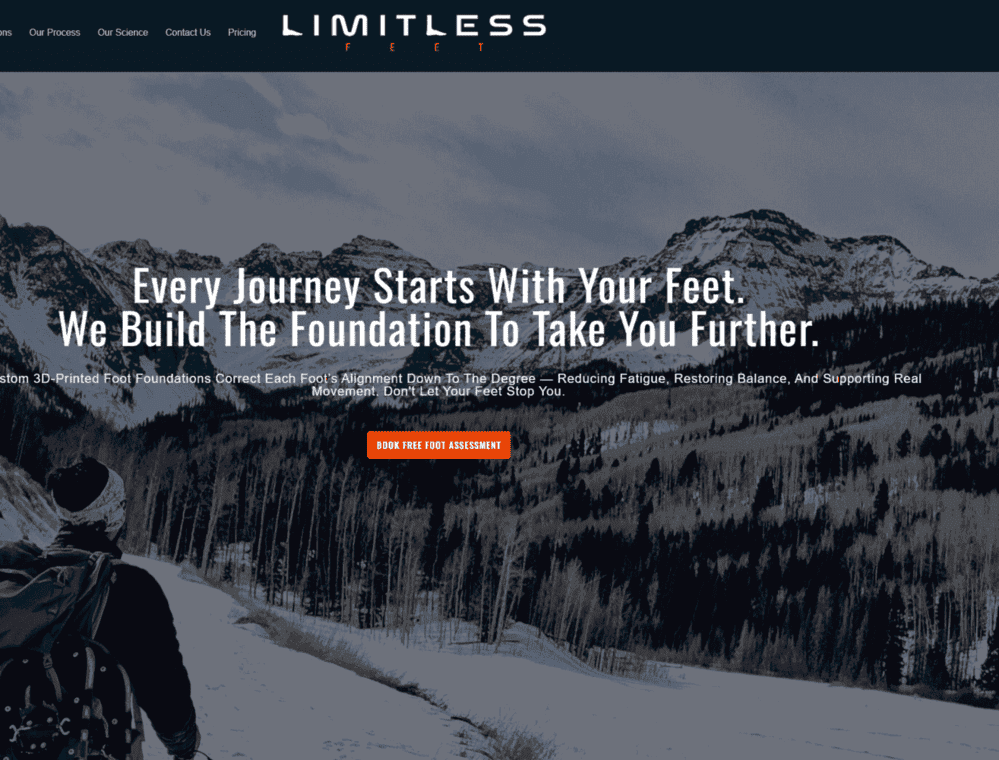 Our Process Our Science Contact Us Pricing
LIMITLESS
FEET
Every Journey Starts With Your Feet.
We Build The Foundation To Take You Further.
3D-Printed Foot Foundations Correct Each Foot's Alignment Down To The Degree — Reducing Fatigue, Restoring Balance, And Supporting Real
Movement. Don't Let Your Feet Stop You.
BOOK FREE FOOT ASSESSMENT